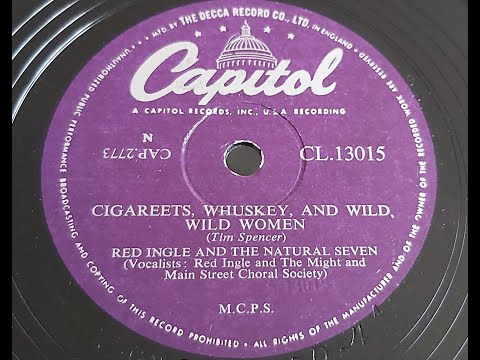 MFD. BY THE DECCA RECORD CO., LTD., IN ENGLAND.
Capitol
A CAPITOL RECORDS, INC., U.S.A RECORDING
CAP.2773
N
CL.13015
CIGAREETS, WHUSKEY, AND WILD,
WILD WOMEN
(Tim Spencer)
RED INGLE AND THE NATURAL SEVEN
(Vocalists: Red Ingle and The Might and
Main Street Choral Society)
M.C.P.S.
ALL RIGHTS OF THE MANUFACTURER AND OF THE OWNER OF THE RECORDED WORK ARE RESERVED
UNAUTHORISED PUBLIC PERFORMANCE BROADCASTING AND COPYING OF THIS RECORD PROHIBITED